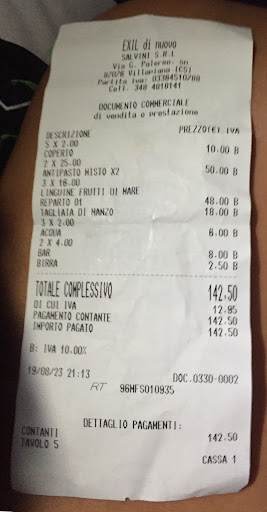 EXIL di nuovo
SALVINI S.R.L
Via G. Palermo. sn
87076 Villapiana (CS)
Partita Iva:
Cell. 348 4818141
DOCUMENTO COMMERCIALE
di vendita o prestazione
DESCRIZIONE PREZZO(€) IVA
5 X 2.00
COPERTO 10.00 B
2 X 25.00
ANTIPASTO MISTO X2 50.00 B
3 X 16.00
LINGUINE FRUTTI DI MARE
REPARTO 01 48.00 B
TAGLIATA DI MANZO 18.00 B
3 X 2.00
ACQUA 6.00 B
2 X 4.00
BAR 8.00 B
BIRRA 2.50 B
TOTALE COMPLESSIVO 142,50
DI CUI IVA 12.95
PAGAMENTO CONTANTE 142.50
IMPORTO PAGATO 142.50
B: IVA 10.00%
19/08/23 21:13 DOC.0330-0002
RT 96MFS010935
DETTAGLIO PAGAMENTI:
CONTANTI 142.50
TAVOLO 5
CASSA 1